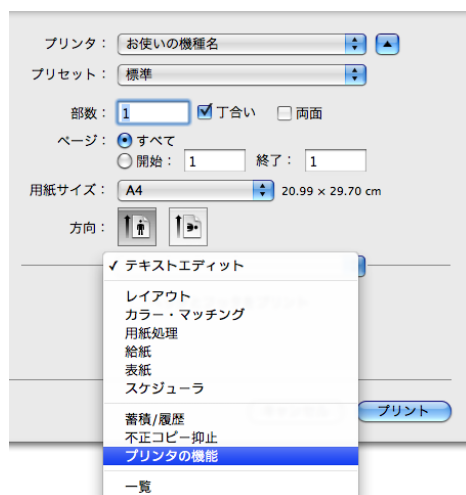 プリンタ： お使いの機種名
プリセット： 標準
部数： 1 丁合い 両面
ページ： すべて
開始： 1 終了： 1
用紙サイズ： A4 20.99 × 29.70 cm
方向：
✓ テキストエディット
レイアウト
カラー・マッチング
用紙処理
給紙
表紙
スケジューラ
蓄積/履歴
不正コピー抑止
プリンタの機能
一覧
プリント